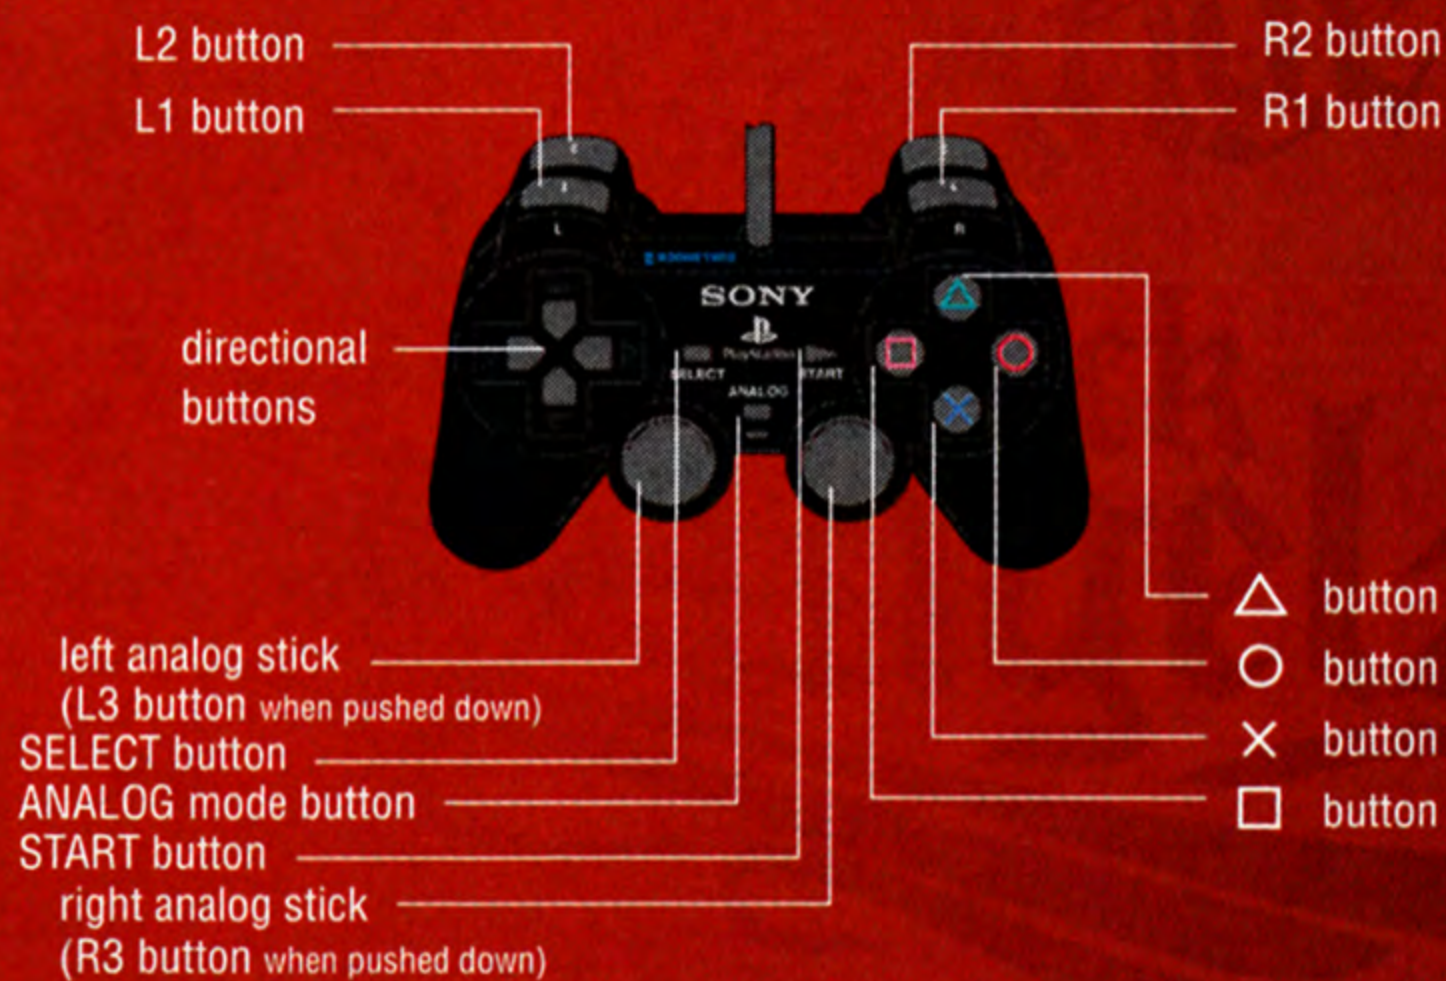 L2 button
R2 button
L1 button
R1 button
L
R
SONY
PlayStation
SELECT
START
ANALOG
directional
buttons
△ button
○ button
× button
□ button
left analog stick
(L3 button when pushed down)
SELECT button
ANALOG mode button
START button
right analog stick
(R3 button when pushed down)